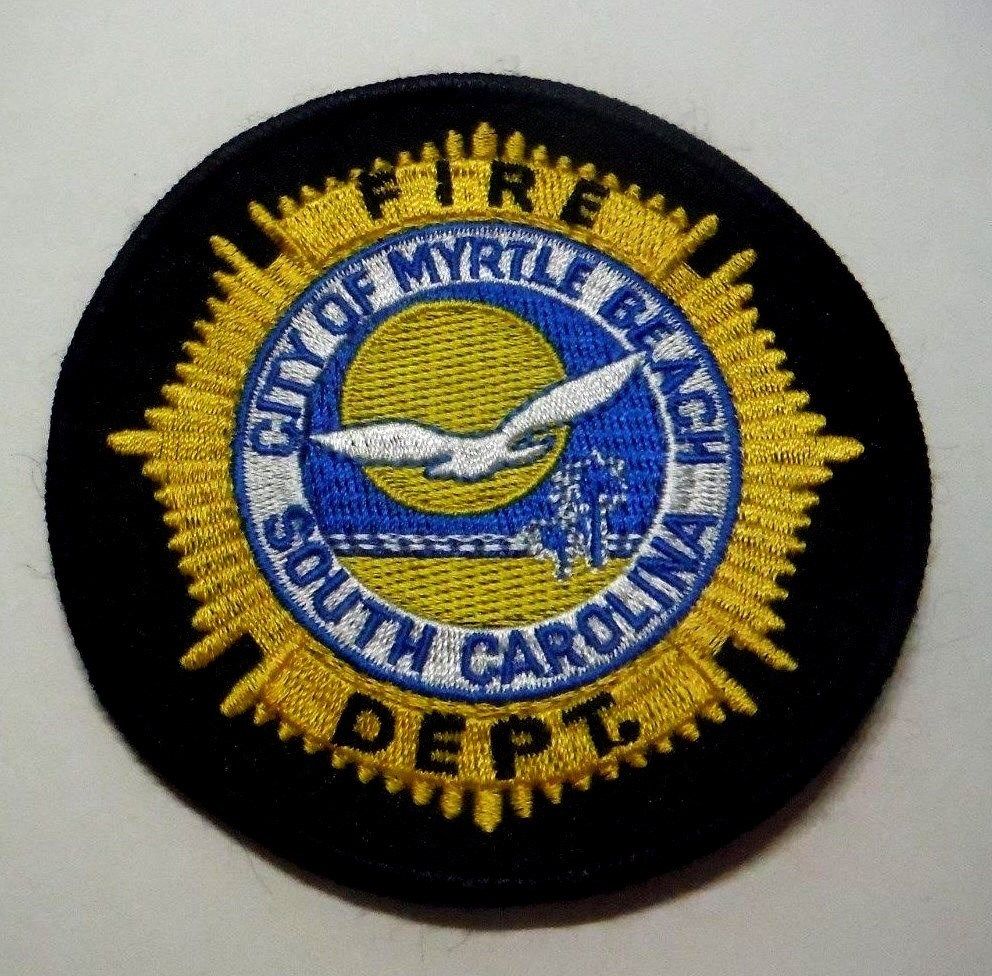 FIRE
CITY OF MYRTLE BEACH
SOUTH CAROLINA
DEPT.